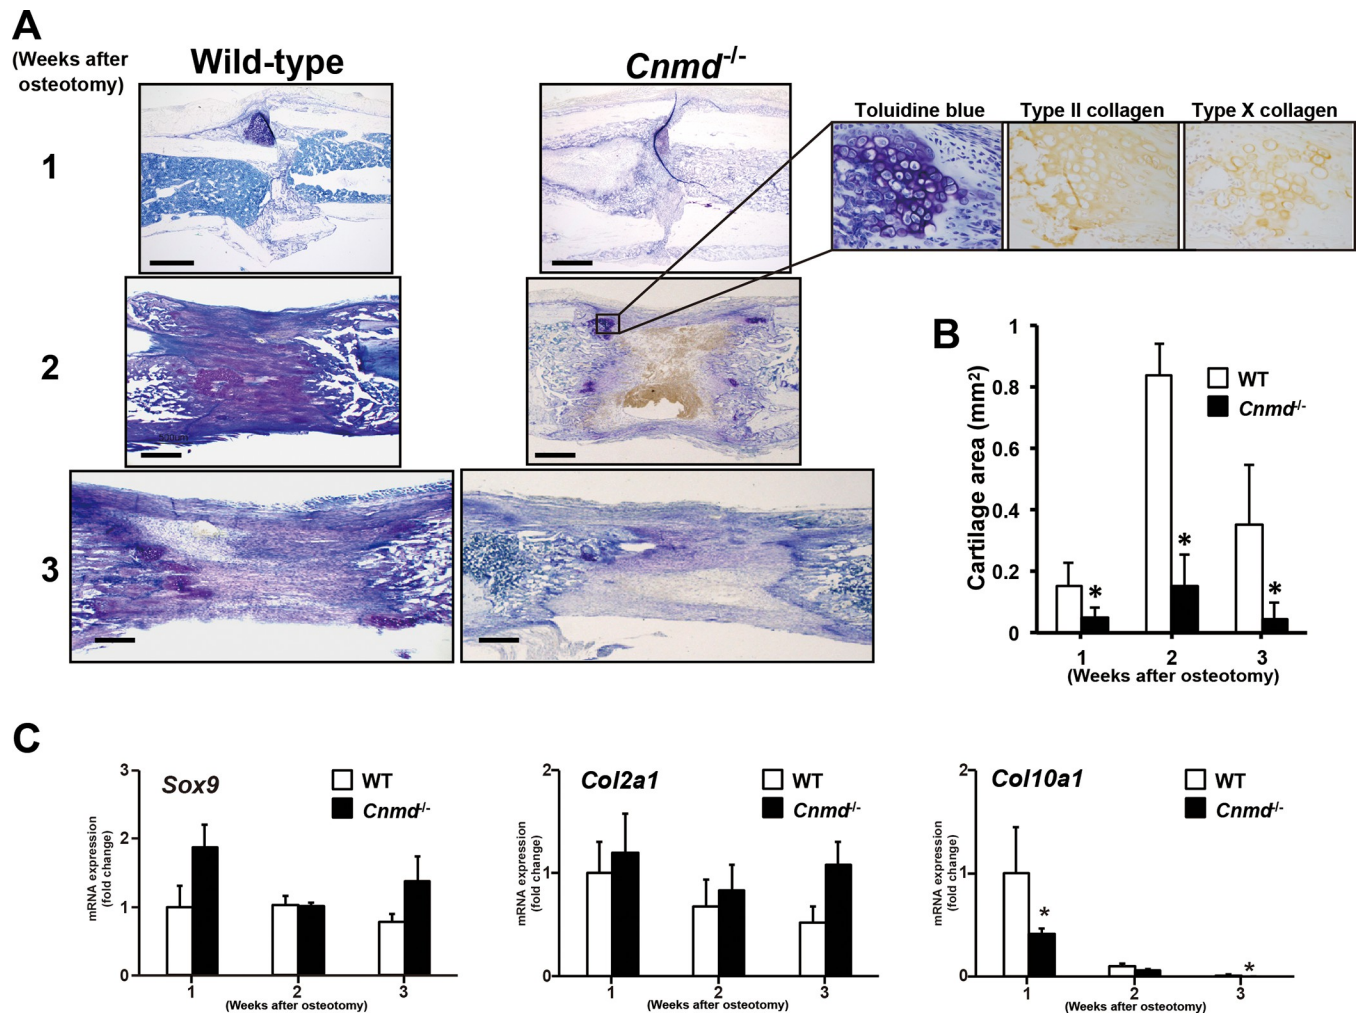 A
(Weeks after
osteotomy)
Wild-type
Cnmd-/-
1
2
3
Toluidine blue
Type II collagen
Type X collagen
B
Cartilage area (mm2)
1
0.8
0.6
0.4
0.2
0
WT
Cnmd-/-
*
*
*
1
2
3
(Weeks after osteotomy)
C
Sox9
mRNA expression
(fold change)
3
2
1
0
WT
Cnmd-/-
1
2
3
(Weeks after osteotomy)
Col2a1
mRNA expression
(fold change)
2
1
0
WT
Cnmd-/-
1
2
3
(Weeks after osteotomy)
Col10a1
mRNA expression
(fold change)
2
1
0
WT
Cnmd-/-
*
*
1
2
3
(Weeks after osteotomy)